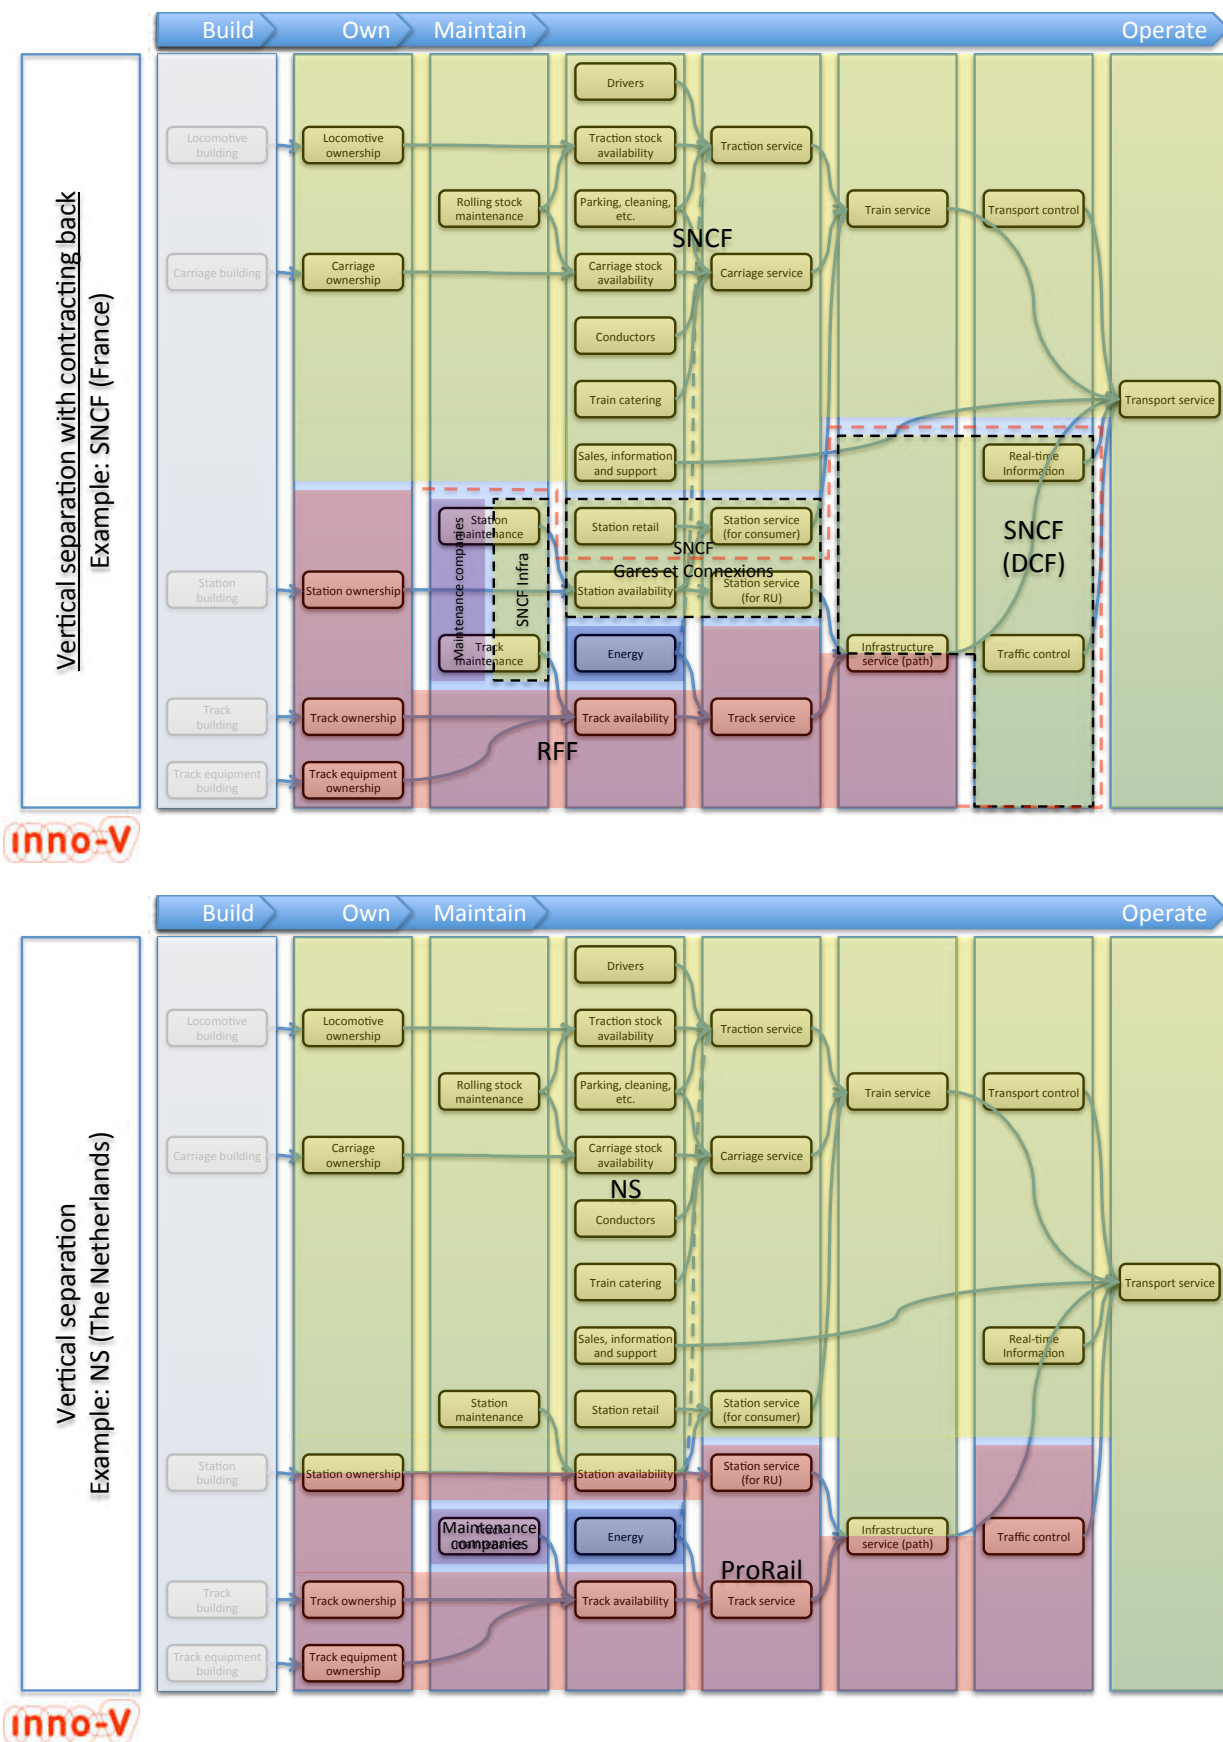 Build
Own
Maintain
Operate
Vertical separation with contracting back
Example: SNCF (France)
Drivers
Locomotive
building
Locomotive
ownership
Traction stock
availability
Traction service
Rolling stock
maintenance
Parking, cleaning,
etc.
Train service
Transport control
SNCF
Carriage building
Carriage
ownership
Carriage stock
availability
Carriage service
Conductors
Train catering
Transport service
Sales, information
and support
Real-time
Information
Maintenance companies
Station
maintenance
SNCF Infra
Station retail
Station service
(for consumer)
SNCF
Gares et Connexions
SNCF
(DCF)
Station
building
Station ownership
Station availability
Station service
(for RU)
Track
maintenance
Energy
Infrastructure
service (path)
Traffic control
Track
building
Track ownership
Track availability
Track service
RFF
Track equipment
building
Track equipment
ownership
inno-V
Build
Own
Maintain
Operate
Vertical separation
Example: NS (The Netherlands)
Drivers
Locomotive
building
Locomotive
ownership
Traction stock
availability
Traction service
Rolling stock
maintenance
Parking, cleaning,
etc.
Train service
Transport control
Carriage building
Carriage
ownership
Carriage stock
availability
Carriage service
NS
Conductors
Train catering
Transport service
Sales, information
and support
Real-time
Information
Station
maintenance
Station retail
Station service
(for consumer)
Station
building
Station ownership
Station availability
Station service
(for RU)
Track
maintenance
Maintenance
companies
Energy
Infrastructure
service (path)
Traffic control
ProRail
Track
building
Track ownership
Track availability
Track service
Track equipment
building
Track equipment
ownership
inno-V